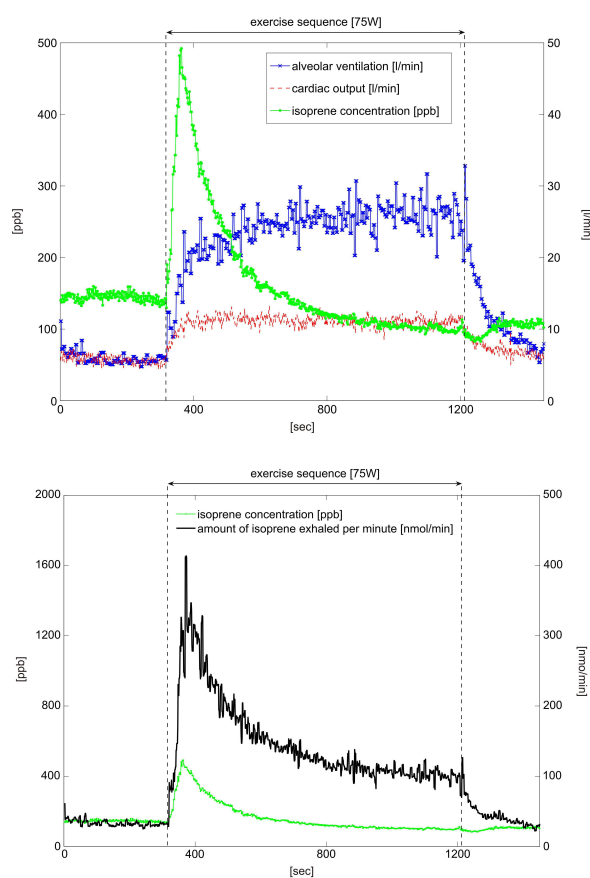 exercise sequence [75W]
500
50
alveolar ventilation [l/min]
cardiac output [l/min]
isoprene concentration [ppb]
400
40
300
30
[ppb]
[l/min]
200
20
100
10
0
0
0
400
800
1200
[sec]
exercise sequence [75W]
2000
500
isoprene concentration [ppb]
amount of isoprene exhaled per minute [nmol/min]
1600
400
1200
300
[ppb]
[nmo/min]
800
200
400
100
0
0
0
400
800
1200
[sec]